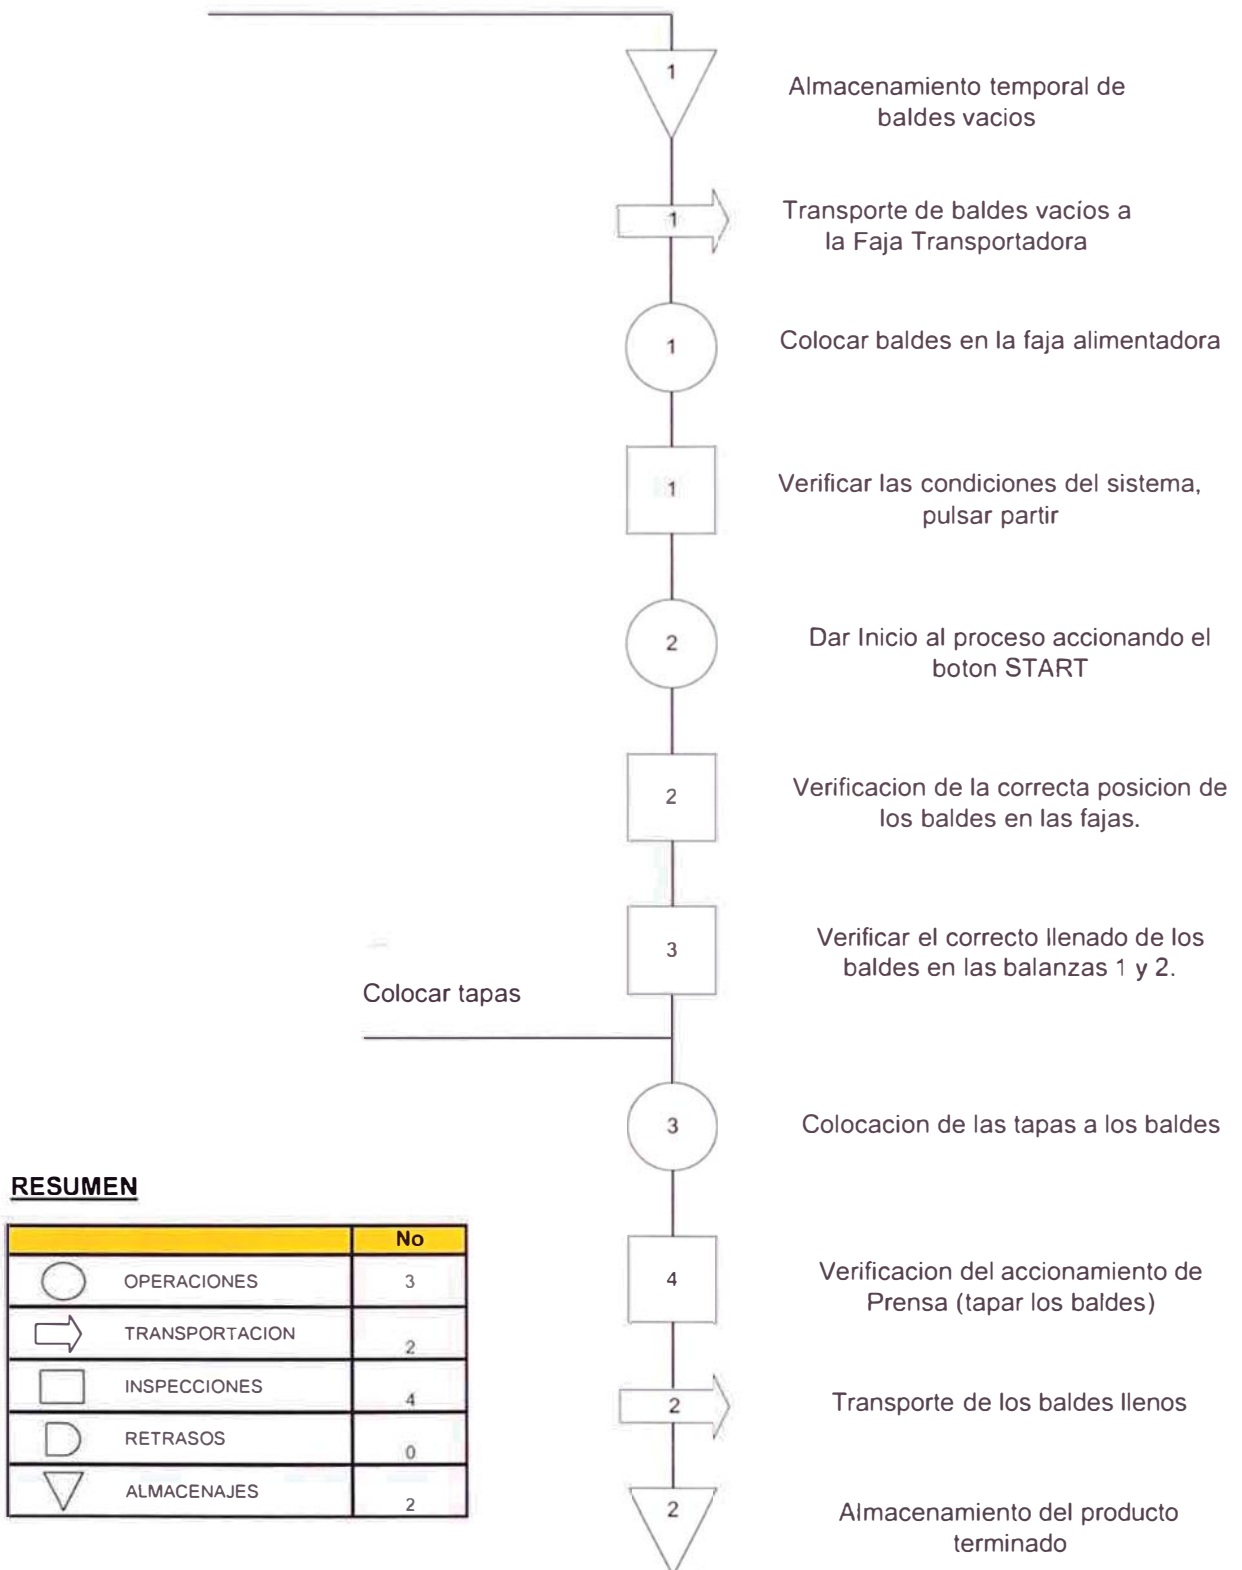 1
Almacenamiento temporal de
baldes vacios
1
Transporte de baldes vacíos a
la Faja Transportadora
1
Colocar baldes en la faja alimentadora
1
Verificar las condiciones del sistema,
pulsar partir
2
Dar Inicio al proceso accionando el
boton START
2
Verificacion de la correcta posicion de
los baldes en las fajas.
3
Verificar el correcto llenado de los
baldes en las balanzas 1 y 2.
Colocar tapas
3
Colocacion de las tapas a los baldes
4
Verificacion del accionamiento de
Prensa (tapar los baldes)
2
Transporte de los baldes llenos
2
Almacenamiento del producto
terminado
RESUMEN
No
OPERACIONES 3
TRANSPORTACION 2
INSPECCIONES 4
RETRASOS 0
ALMACENAJES 2